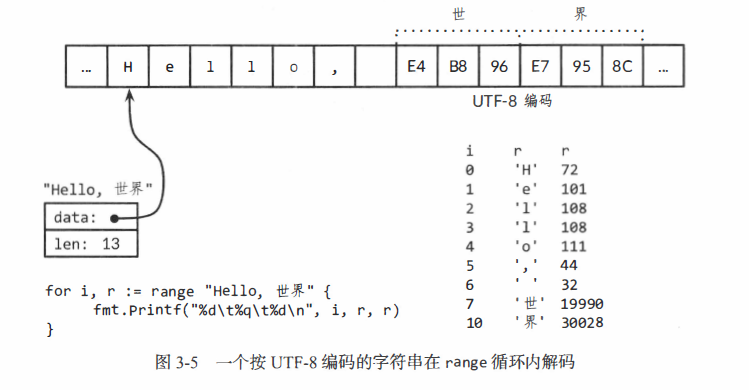 世 界
… H e l l o , E4 B8 96 E7 95 8C …
UTF-8 编码
"Hello, 世界"
data:
len: 13
i r r
0 'H' 72
1 'e' 101
2 'l' 108
3 'l' 108
4 'o' 111
5 ',' 44
6 ' ' 32
7 '世' 19990
10 '界' 30028
for i, r := range "Hello, 世界" {
fmt.Printf("%d\t%q\t%d\n", i, r, r)
}
图 3-5 一个按 UTF-8 编码的字符串在 range 循环内解码